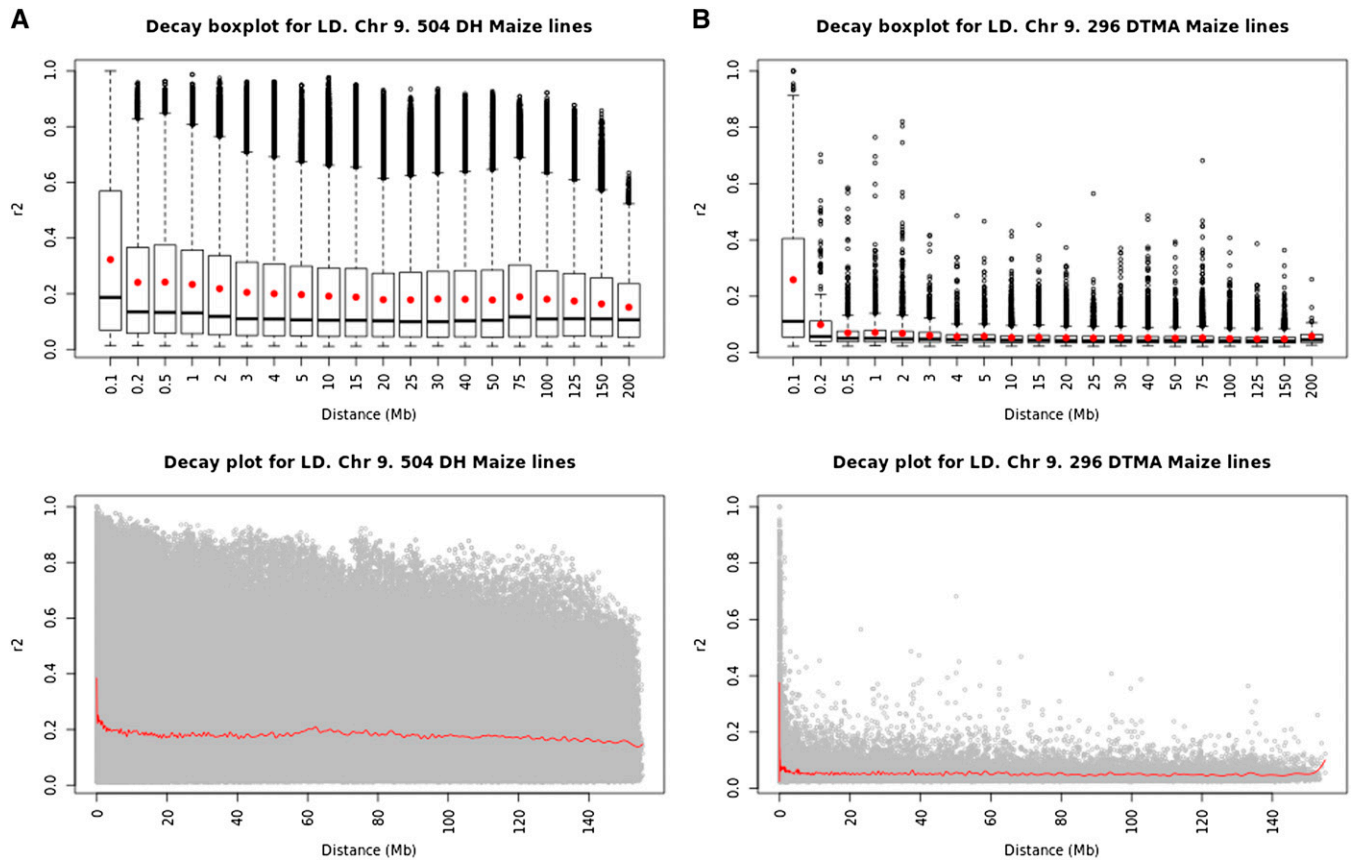 A
Decay boxplot for LD. Chr 9. 504 DH Maize lines
r2
0.0 0.2 0.4 0.6 0.8 1.0
0.1 0.2 0.5 1 2 3 4 5 10 15 20 25 30 40 50 75 100 125 150 200
Distance (Mb)
B
Decay boxplot for LD. Chr 9. 296 DTMA Maize lines
r2
0.0 0.2 0.4 0.6 0.8 1.0
0.1 0.2 0.5 1 2 3 4 5 10 15 20 25 30 40 50 75 100 125 150 200
Distance (Mb)
Decay plot for LD. Chr 9. 504 DH Maize lines
r2
0.0 0.2 0.4 0.6 0.8 1.0
0 20 40 60 80 100 120 140
Distance (Mb)
Decay plot for LD. Chr 9. 296 DTMA Maize lines
r2
0.0 0.2 0.4 0.6 0.8 1.0
0 20 40 60 80 100 120 140
Distance (Mb)